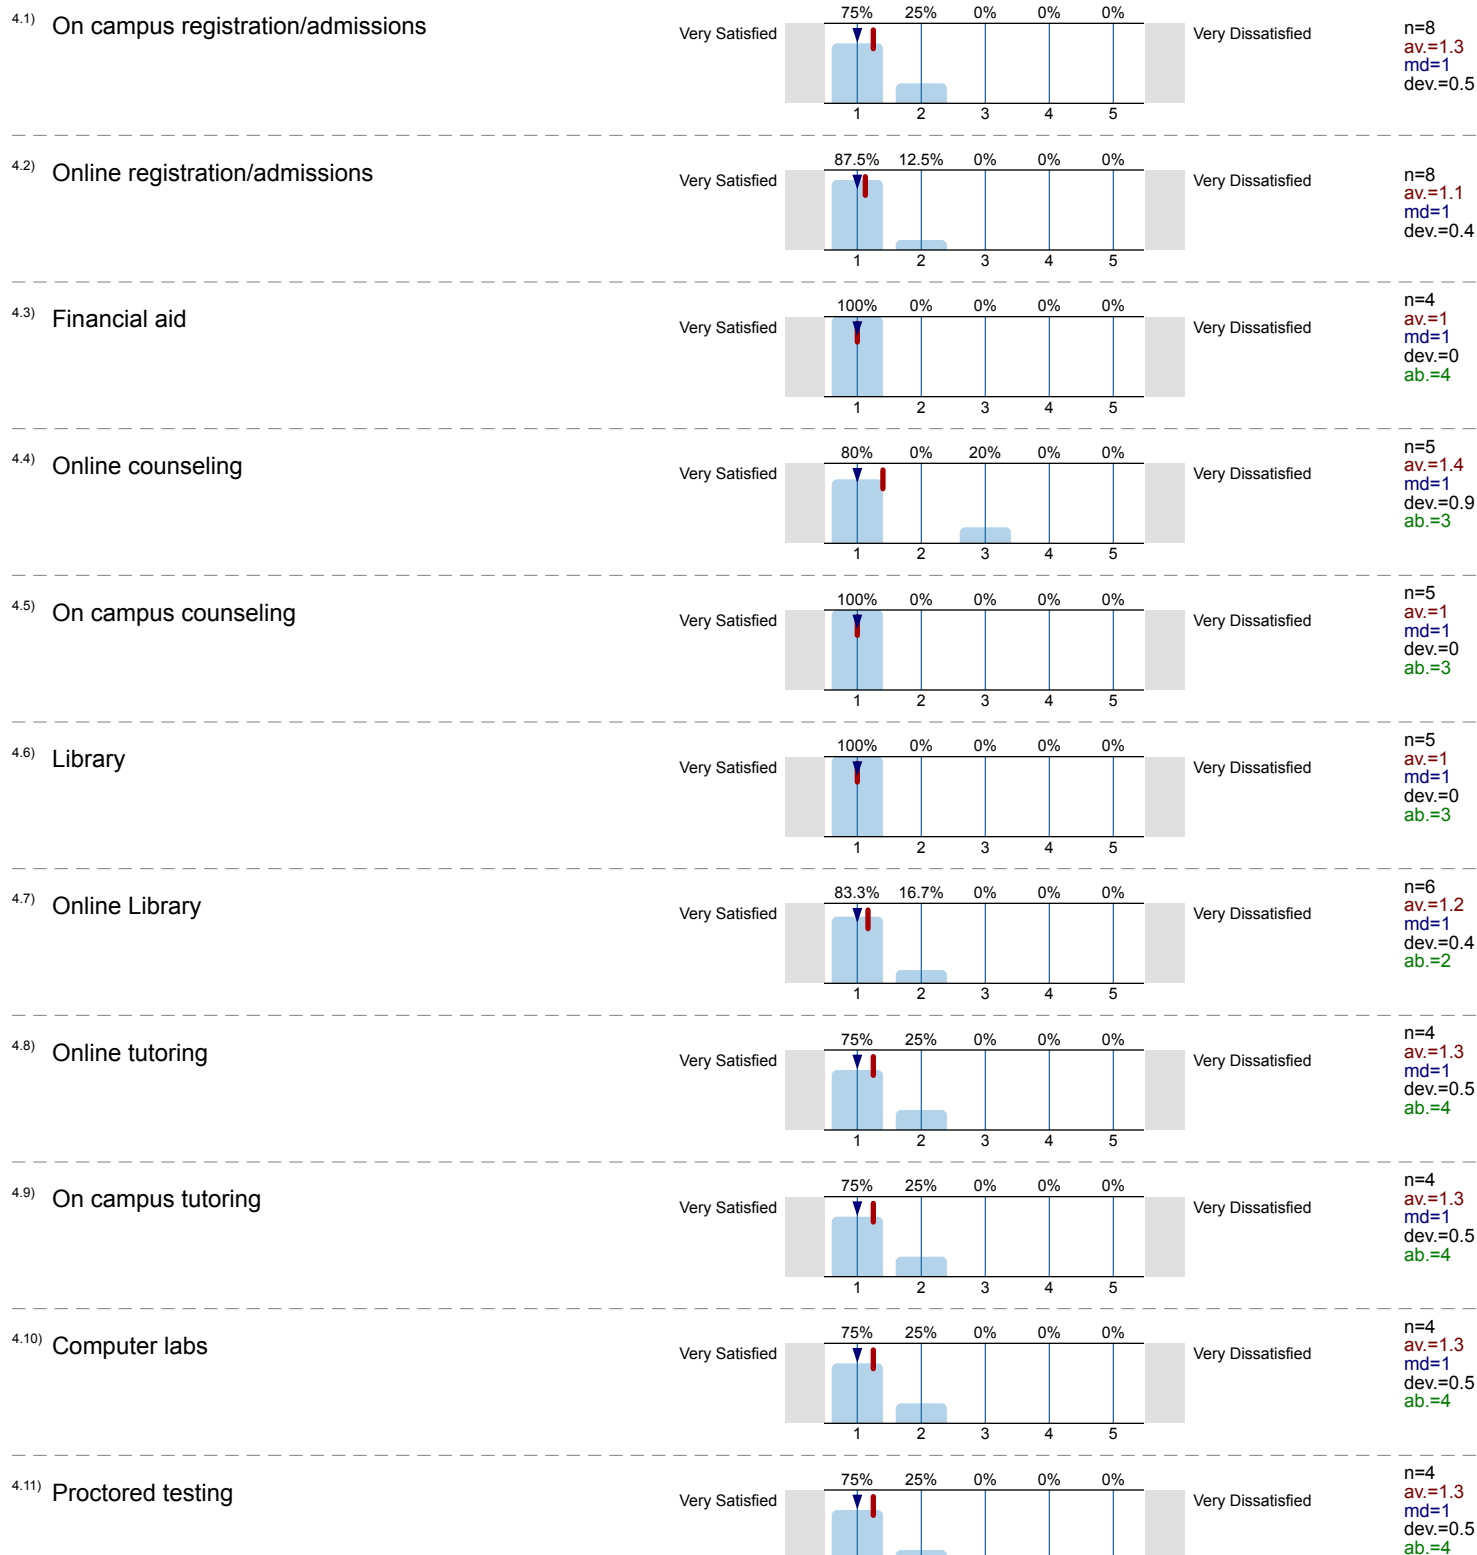 4.1) On campus registration/admissions
75% 25% 0% 0% 0%
Very Satisfied Very Dissatisfied
1 2 3 4 5
n=8
av.=1.3
md=1
dev.=0.5
4.2) Online registration/admissions
87.5% 12.5% 0% 0% 0%
Very Satisfied Very Dissatisfied
1 2 3 4 5
n=8
av.=1.1
md=1
dev.=0.4
4.3) Financial aid
100% 0% 0% 0% 0%
Very Satisfied Very Dissatisfied
1 2 3 4 5
n=4
av.=1
md=1
dev.=0
ab.=4
4.4) Online counseling
80% 0% 20% 0% 0%
Very Satisfied Very Dissatisfied
1 2 3 4 5
n=5
av.=1.4
md=1
dev.=0.9
ab.=3
4.5) On campus counseling
100% 0% 0% 0% 0%
Very Satisfied Very Dissatisfied
1 2 3 4 5
n=5
av.=1
md=1
dev.=0
ab.=3
4.6) Library
100% 0% 0% 0% 0%
Very Satisfied Very Dissatisfied
1 2 3 4 5
n=5
av.=1
md=1
dev.=0
ab.=3
4.7) Online Library
83.3% 16.7% 0% 0% 0%
Very Satisfied Very Dissatisfied
1 2 3 4 5
n=6
av.=1.2
md=1
dev.=0.4
ab.=2
4.8) Online tutoring
75% 25% 0% 0% 0%
Very Satisfied Very Dissatisfied
1 2 3 4 5
n=4
av.=1.3
md=1
dev.=0.5
ab.=4
4.9) On campus tutoring
75% 25% 0% 0% 0%
Very Satisfied Very Dissatisfied
1 2 3 4 5
n=4
av.=1.3
md=1
dev.=0.5
ab.=4
4.10) Computer labs
75% 25% 0% 0% 0%
Very Satisfied Very Dissatisfied
1 2 3 4 5
n=4
av.=1.3
md=1
dev.=0.5
ab.=4
4.11) Proctored testing
75% 25% 0% 0% 0%
Very Satisfied Very Dissatisfied
n=4
av.=1.3
md=1
dev.=0.5
ab.=4